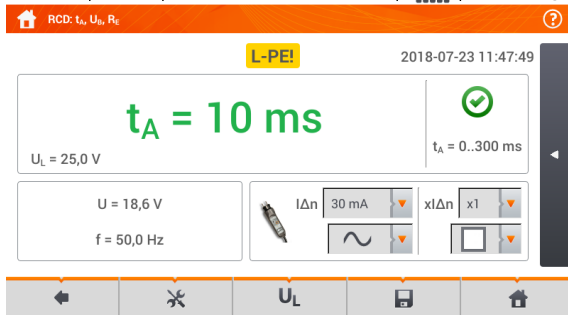 RCD: tA, UB, RE
L-PE!
2018-07-23 11:47:49
tA = 10 ms
UL = 25,0 V
tA = 0..300 ms
U = 18,6 V
f = 50,0 Hz
IΔn 30 mA xIΔn x1
UL